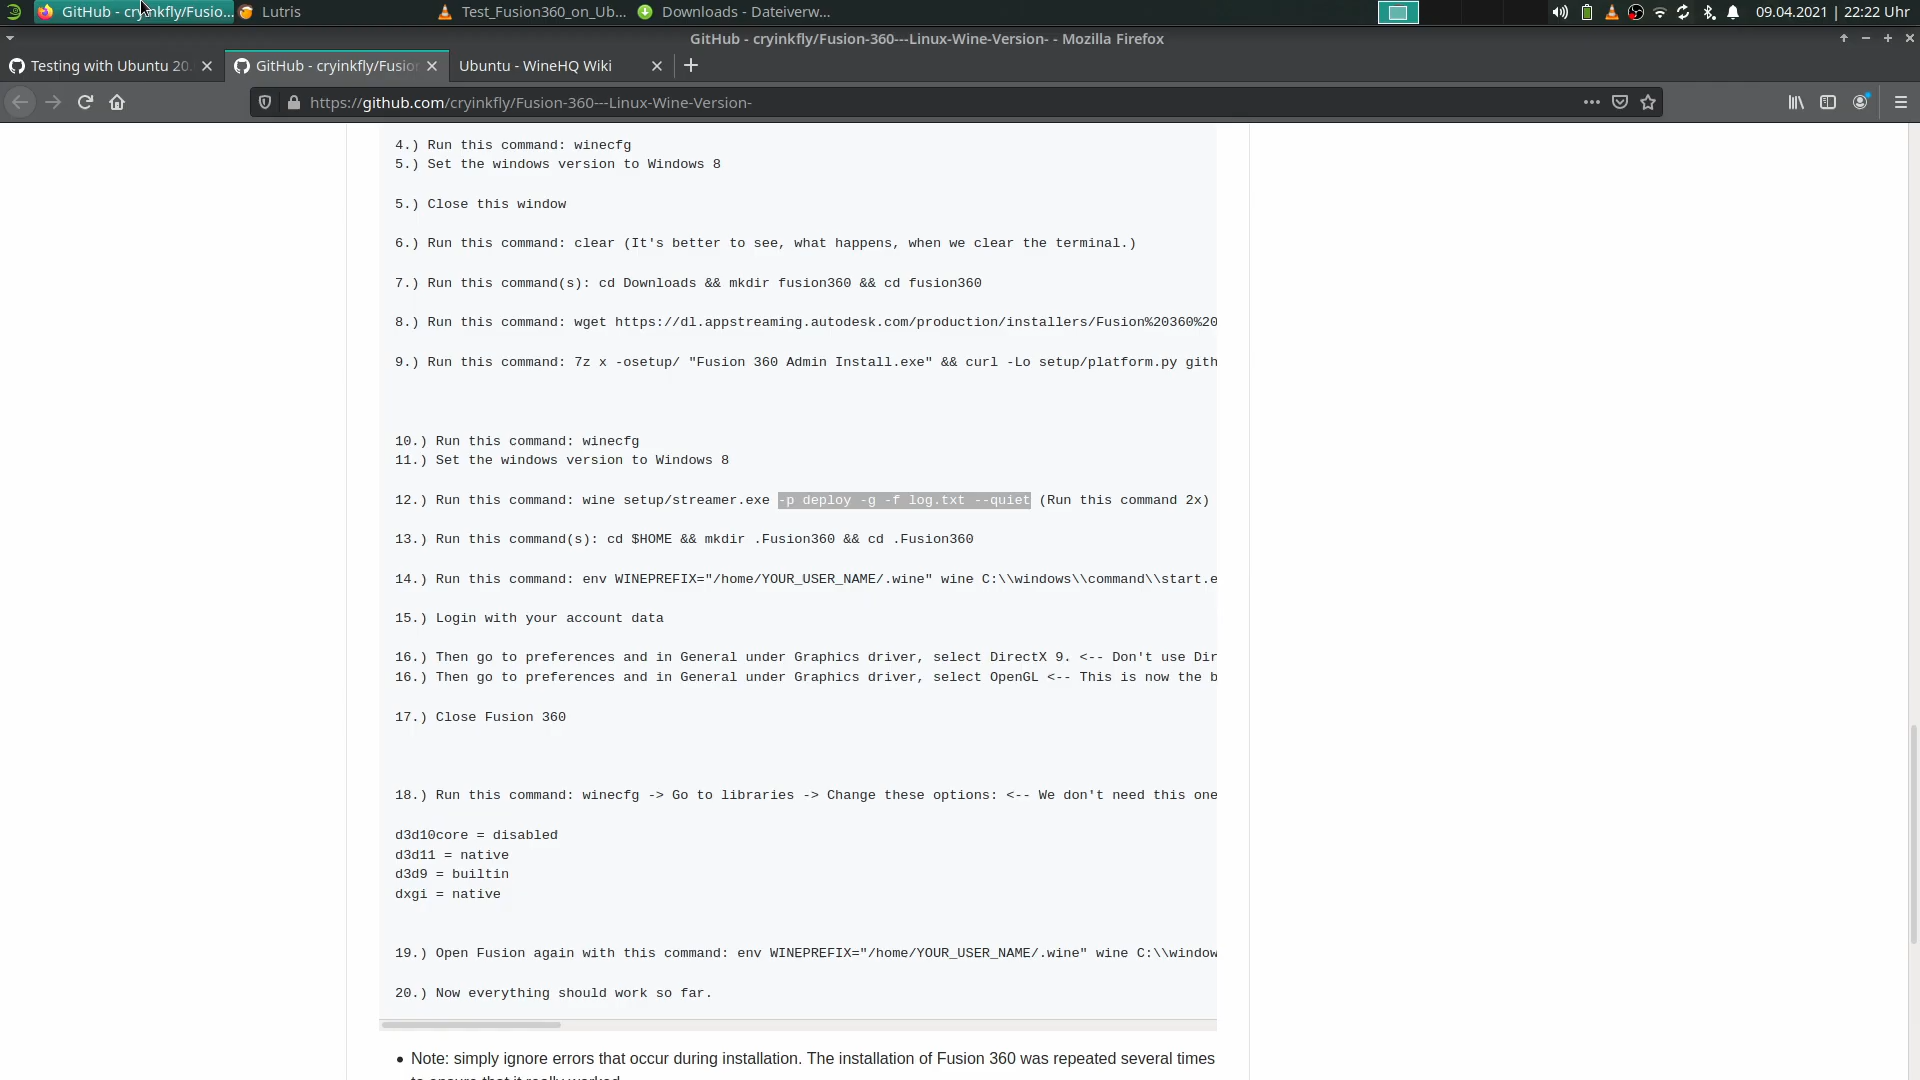 GitHub - cryinkfly/Fusio...
Lutris
Test_Fusion360_on_Ub...
Downloads - Dateiverw...
09.04.2021 | 22:22 Uhr
GitHub - cryinkfly/Fusion-360---Linux-Wine-Version- - Mozilla Firefox
Testing with Ubuntu 20.
GitHub - cryinkfly/Fusion
Ubuntu - WineHQ Wiki
https://github.com/cryinkfly/Fusion-360---Linux-Wine-Version-
4.) Run this command: winecfg
5.) Set the windows version to Windows 8
5.) Close this window
6.) Run this command: clear (It's better to see, what happens, when we clear the terminal.)
7.) Run this command(s): cd Downloads && mkdir fusion360 && cd fusion360
8.) Run this command: wget https://dl.appstreaming.autodesk.com/production/installers/Fusion%20360%20
9.) Run this command: 7z x -osetup/ "Fusion 360 Admin Install.exe" && curl -Lo setup/platform.py gith
10.) Run this command: winecfg
11.) Set the windows version to Windows 8
12.) Run this command: wine setup/streamer.exe -p deploy -g -f log.txt --quiet (Run this command 2x)
13.) Run this command(s): cd $HOME && mkdir .Fusion360 && cd .Fusion360
14.) Run this command: env WINEPREFIX="/home/YOUR_USER_NAME/.wine" wine C:\\windows\\command\\start.e
15.) Login with your account data
16.) Then go to preferences and in General under Graphics driver, select DirectX 9. <-- Don't use Dir
16.) Then go to preferences and in General under Graphics driver, select OpenGL <-- This is now the b
17.) Close Fusion 360
18.) Run this command: winecfg -> Go to libraries -> Change these options: <-- We don't need this one
d3d10core = disabled
d3d11 = native
d3d9 = builtin
dxgi = native
19.) Open Fusion again with this command: env WINEPREFIX="/home/YOUR_USER_NAME/.wine" wine C:\\window
20.) Now everything should work so far.
Note: simply ignore errors that occur during installation. The installation of Fusion 360 was repeated several times
to ensure that it really worked.